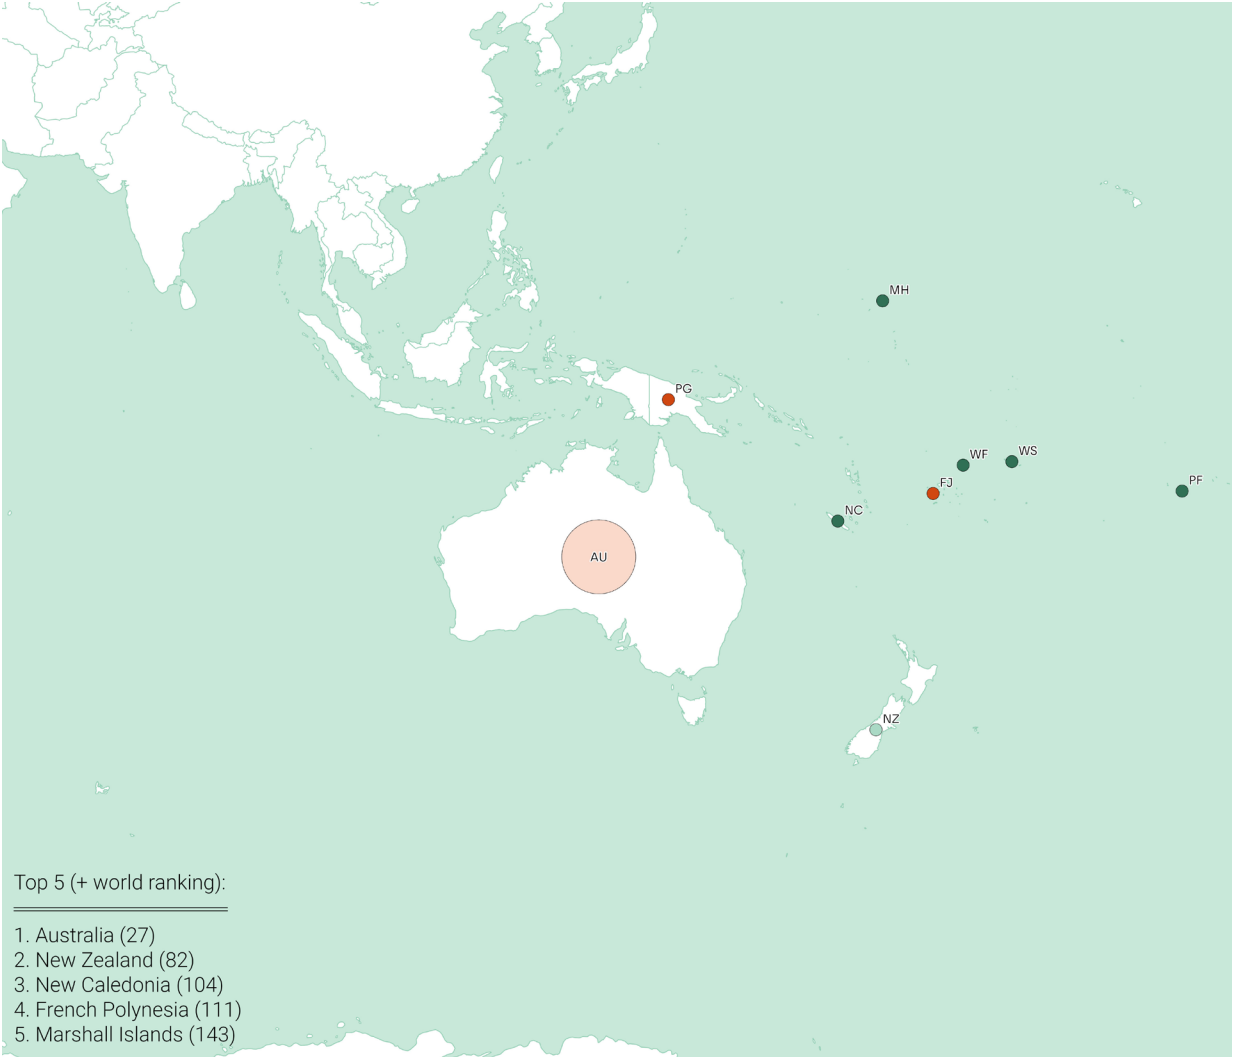 MH
PG
WF
WS
FJ
PF
NC
AU
NZ
Top 5 (+ world ranking):
1. Australia (27)
2. New Zealand (82)
3. New Caledonia (104)
4. French Polynesia (111)
5. Marshall Islands (143)